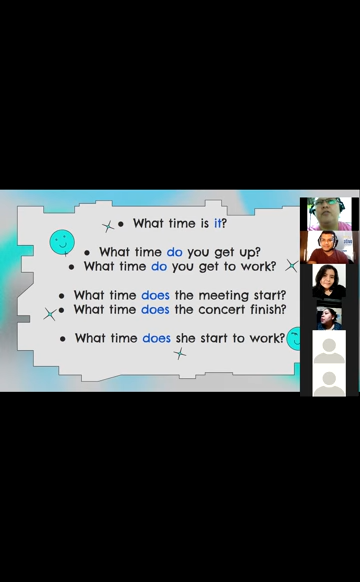 • What time is it?
• What time do you get up?
• What time do you get to work?
• What time does the meeting start?
• What time does the concert finish?
• What time does she start to work?